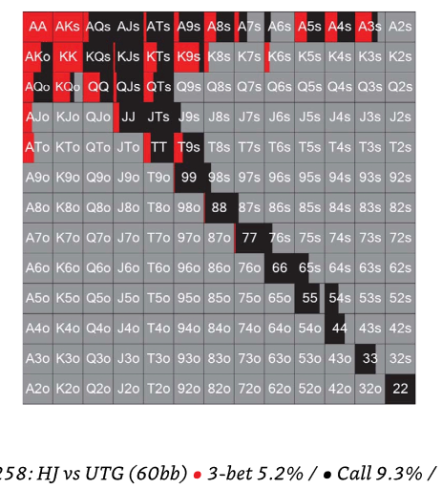 AA AKs AQs AJs ATs A9s A8s A7s A6s A5s A4s A3s A2s
AKo KK KQs KJs KTs K9s K8s K7s K6s K5s K4s K3s K2s
AQo KQo QQ QJs QTs Q9s Q8s Q7s Q6s Q5s Q4s Q3s Q2s
AJo KJo QJo JJ JTs J9s J8s J7s J6s J5s J4s J3s J2s
ATo KTo QTo JTo TT T9s T8s T7s T6s T5s T4s T3s T2s
A9o K9o Q9o J9o T9o 99 98s 97s 96s 95s 94s 93s 92s
A8o K8o Q8o J8o T8o 98o 88 87s 86s 85s 84s 83s 82s
A7o K7o Q7o J7o T7o 97o 87o 77 76s 75s 74s 73s 72s
A6o K6o Q6o J6o T6o 96o 86o 76o 66 65s 64s 63s 62s
A5o K5o Q5o J5o T5o 95o 85o 75o 65o 55 54s 53s 52s
A4o K4o Q4o J4o T4o 94o 84o 74o 64o 54o 44 43s 42s
A3o K3o Q3o J3o T3o 93o 83o 73o 63o 53o 43o 33 32s
A2o K2o Q2o J2o T2o 92o 82o 72o 62o 52o 42o 32o 22
258: HJ vs UTG (60bb) • 3-bet 5.2% / • Call 9.3% /